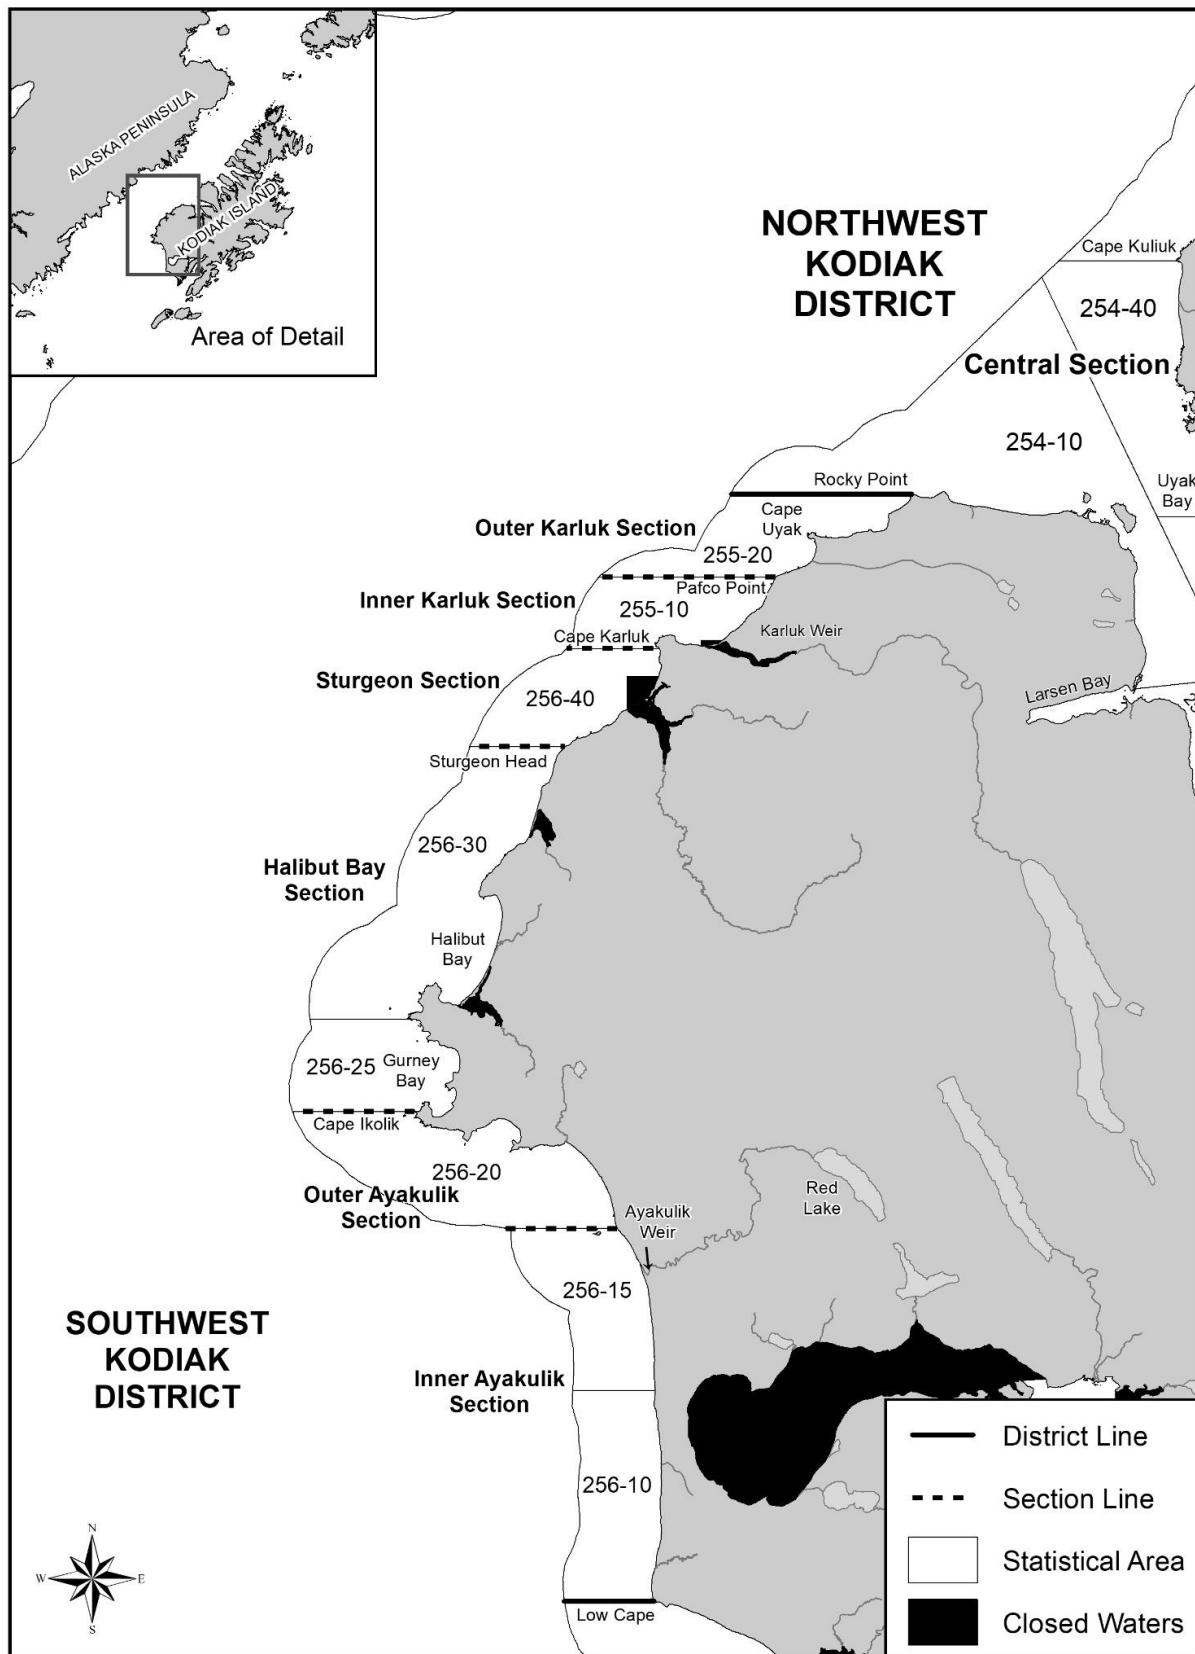 ALASKA PENINSULA
KODIAK ISLAND
Area of Detail
NORTHWEST
KODIAK
DISTRICT
Cape Kuliuk
254-40
Central Section
254-10
Uyak
Bay
Rocky Point
Cape
Uyak
Outer Karluk Section
255-20
Pafco Point
Inner Karluk Section
255-10
Cape Karluk
Karluk Weir
Sturgeon Section
256-40
Larsen Bay
Sturgeon Head
256-30
Halibut Bay
Section
Halibut
Bay
256-25
Gurney
Bay
Cape Ikolik
256-20
Outer Ayakulik
Section
Red
Lake
Ayakulik
Weir
256-15
SOUTHWEST
KODIAK
DISTRICT
Inner Ayakulik
Section
256-10
Low Cape
N
W
E
S
District Line
Section Line
Statistical Area
Closed Waters